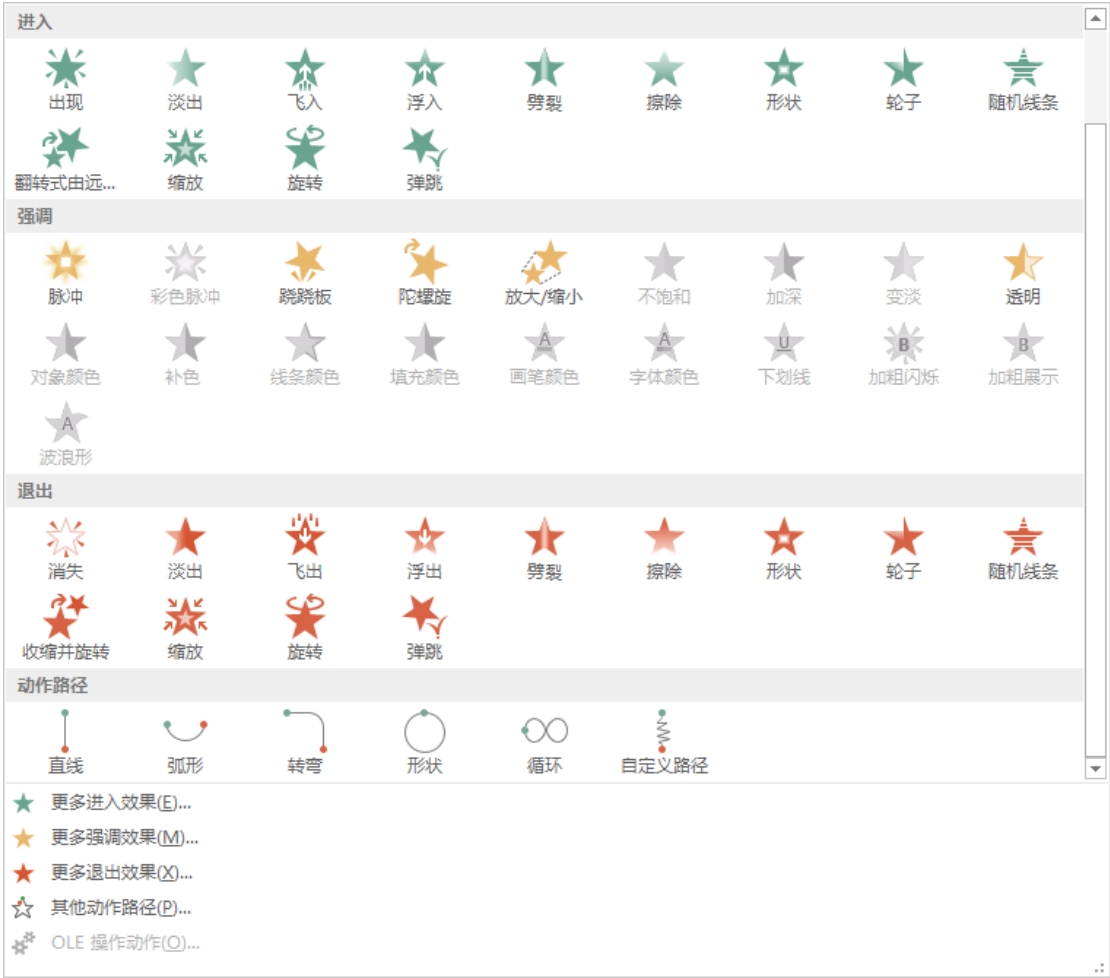 进入
出现 淡出 飞入 浮入 劈裂 擦除 形状 轮子 随机线条
翻转式由远... 缩放 旋转 弹跳
强调
脉冲 彩色脉冲 跷跷板 陀螺旋 放大/缩小 不饱和 加深 变淡 透明
对象颜色 补色 线条颜色 填充颜色 画笔颜色 字体颜色 下划线 加粗闪烁 加粗展示
波浪形
退出
消失 淡出 飞出 浮出 劈裂 擦除 形状 轮子 随机线条
收缩并旋转 缩放 旋转 弹跳
动作路径
直线 弧形 转弯 形状 循环 自定义路径
更多进入效果(E)...
更多强调效果(M)...
更多退出效果(X)...
其他动作路径(P)...
OLE 操作动作(O)...